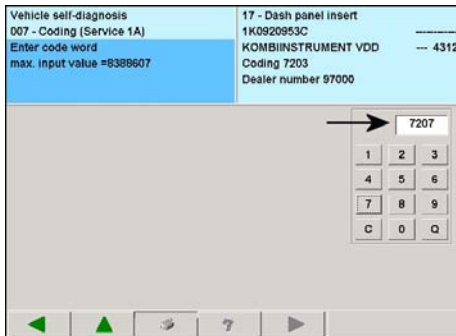 Vehicle self-diagnosis
007 - Coding (Service 1A)
Enter code word
max. input value =8388607
17 - Dash panel insert
1K0920953C
KOMBIINSTRUMENT VDD --- 4312
Coding 7203
Dealer number 97000
7207
1 2 3
4 5 6
7 8 9
C 0 Q
?